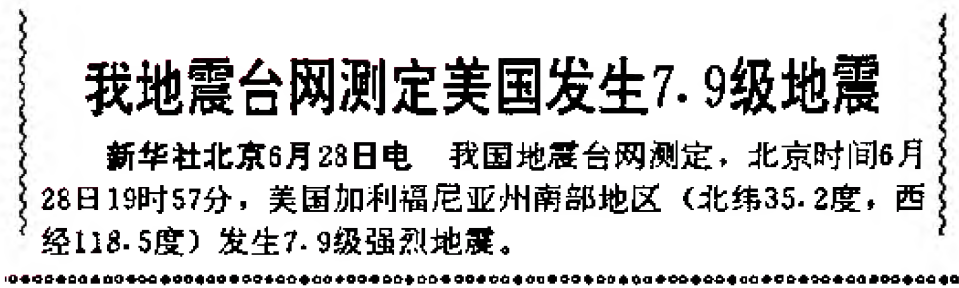 我地震台网测定美国发生7.9级地震
新华社北京6月28日电 我国地震台网测定，北京时间6月
28日19时57分，美国加利福尼亚州南部地区（北纬35.2度，西
经118.5度）发生7.9级强烈地震。